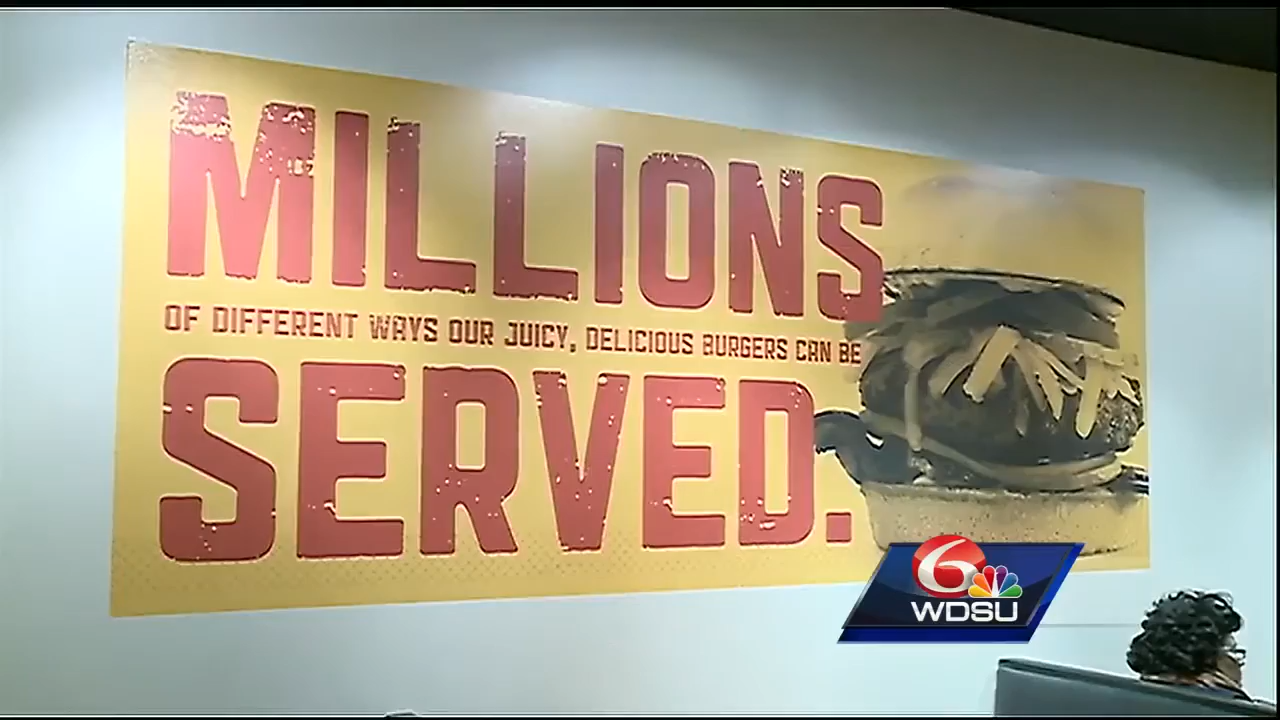 MILLIONS
OF DIFFERENT WAYS OUR JUICY, DELICIOUS BURGERS CAN BE
SERVED.
6
WDSU